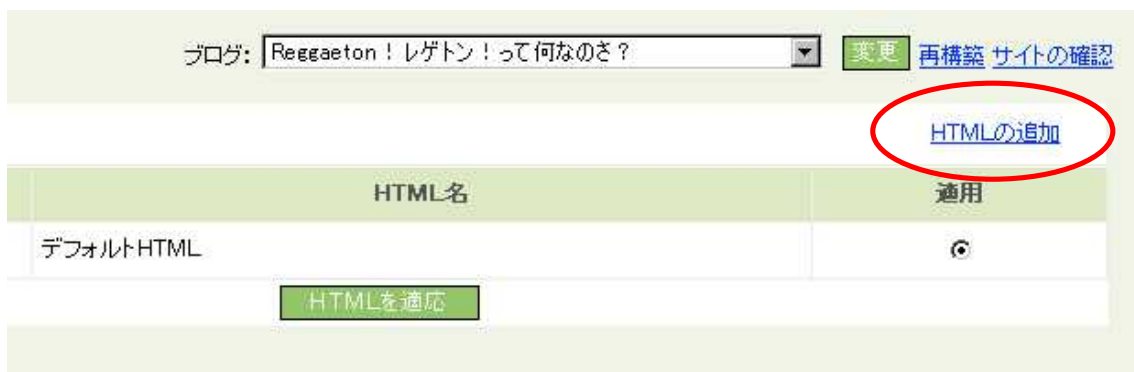 ブログ: Reggaeton！レゲトン！って何なのさ？ 変更 再構築 サイトの確認
HTMLの追加
HTML名 適用
デフォルトHTML
HTMLを適応